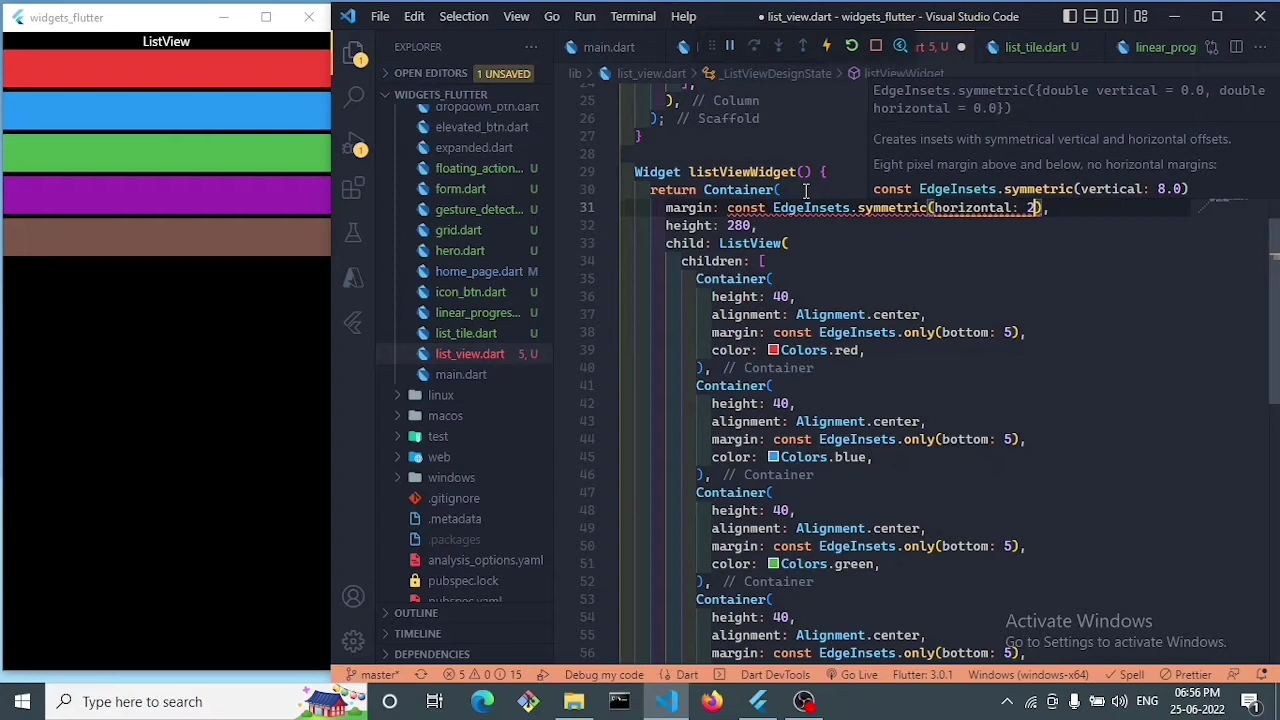 widgets_flutter
ListView
File Edit Selection View Go Run Terminal Help
● list_view.dart - widgets_flutter - Visual Studio Code
EXPLORER
main.dart
rt 5, U
list_tile.dart U
linear_prog
OPEN EDITORS 1 UNSAVED
lib > list_view.dart > _ListViewDesignState > listViewWidget
WIDGETS_FLUTTER
dropdown_btn.dart
elevated_btn.dart
expanded.dart
floating_action... U
form.dart U
gesture_detect... U
grid.dart U
hero.dart U
home_page.dart M
icon_btn.dart U
linear_progres... U
list_tile.dart U
list_view.dart 5, U
main.dart
linux
macos
test
web
windows
.gitignore
.metadata
.packages
analysis_options.yaml
pubspec.lock
pubspec.yaml
OUTLINE
TIMELINE
DEPENDENCIES
EdgeInsets.symmetric({double vertical = 0.0, double
horizontal = 0.0})
Creates insets with symmetrical vertical and horizontal offsets.
Eight pixel margin above and below, no horizontal margins:
const EdgeInsets.symmetric(vertical: 8.0)
24 ],
25 ), // Column
26 ); // Scaffold
27 }
28
29 Widget listViewWidget() {
30 return Container(
31 margin: const EdgeInsets.symmetric(horizontal: 2),
32 height: 280,
33 child: ListView(
34 children: [
35 Container(
36 height: 40,
37 alignment: Alignment.center,
38 margin: const EdgeInsets.only(bottom: 5),
39 color: Colors.red,
40 ), // Container
41 Container(
42 height: 40,
43 alignment: Alignment.center,
44 margin: const EdgeInsets.only(bottom: 5),
45 color: Colors.blue,
46 ), // Container
47 Container(
48 height: 40,
49 alignment: Alignment.center,
50 margin: const EdgeInsets.only(bottom: 5),
51 color: Colors.green,
52 ), // Container
53 Container(
54 height: 40,
55 alignment: Alignment.center,
56 margin: const EdgeInsets.only(bottom: 5),
Activate Windows
Go to Settings to activate Windows.
master* 5 0 15 Debug my code Dart Dart DevTools Go Live Flutter: 3.0.1 Windows (windows-x64) Spell Prettier
Type here to search
ENG
06:56 PM
25-06-2022
1